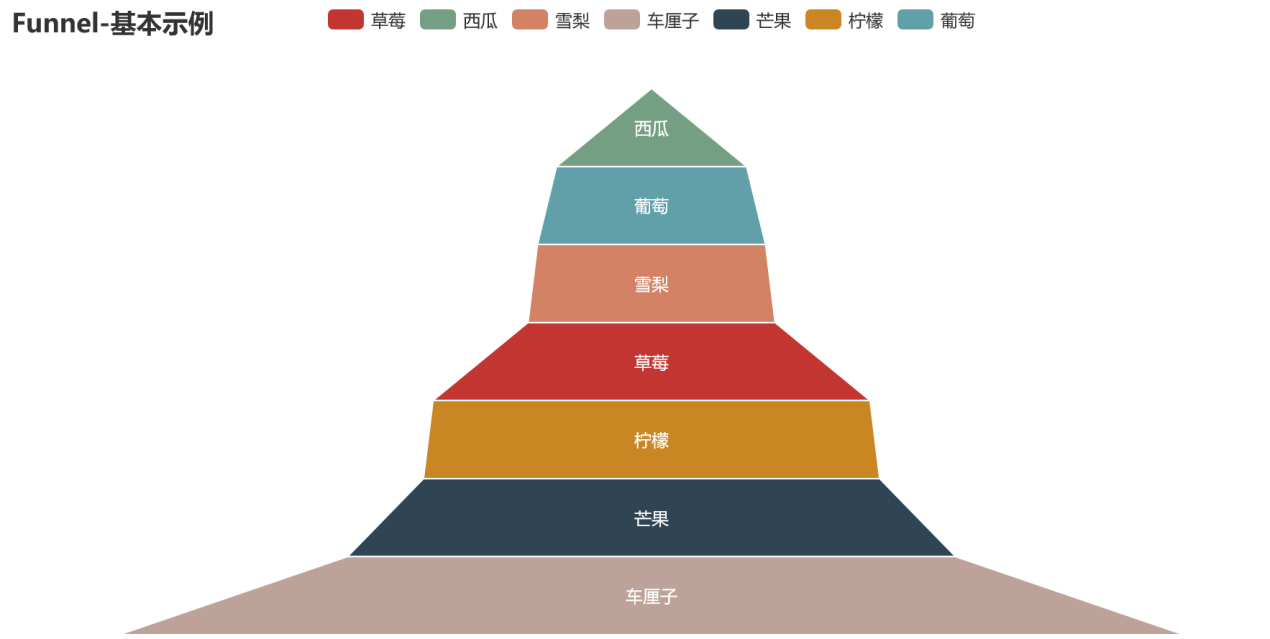 Funnel-基本示例
草莓 西瓜 雪梨 车厘子 芒果 柠檬 葡萄
西瓜
葡萄
雪梨
草莓
柠檬
芒果
车厘子